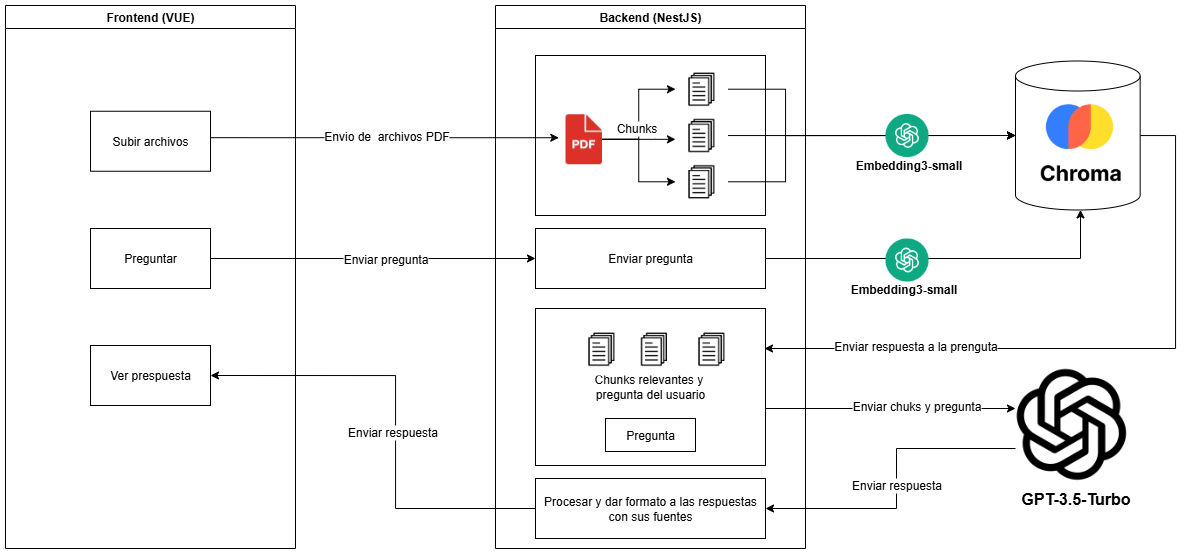 Frontend (VUE)
Backend (NestJS)
Subir archivos
Envio de archivos PDF
PDF
Chunks
Embedding3-small
Chroma
Preguntar
Enviar pregunta
Enviar pregunta
Embedding3-small
Enviar respuesta a la prenguta
Chunks relevantes y
pregunta del usuario
Pregunta
Enviar chuks y pregunta
GPT-3.5-Turbo
Ver prespuesta
Enviar respuesta
Enviar respuesta
Procesar y dar formato a las respuestas
con sus fuentes